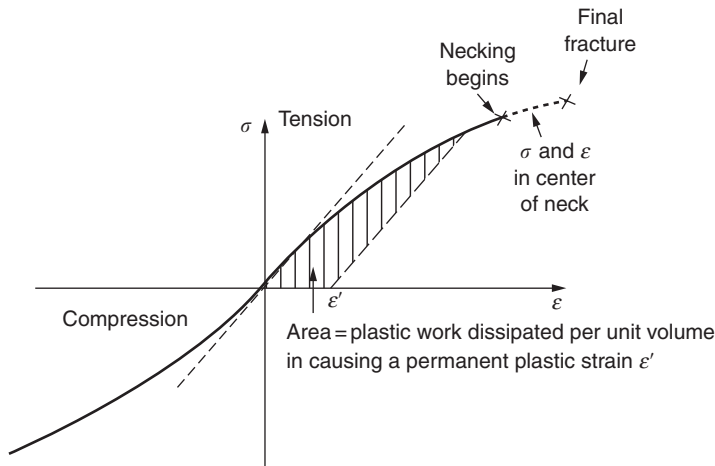 Final
fracture
Necking
begins
σ
Tension
σ and ε
in center
of neck
ε′
ε
Compression
Area = plastic work dissipated per unit volume
in causing a permanent plastic strain ε′